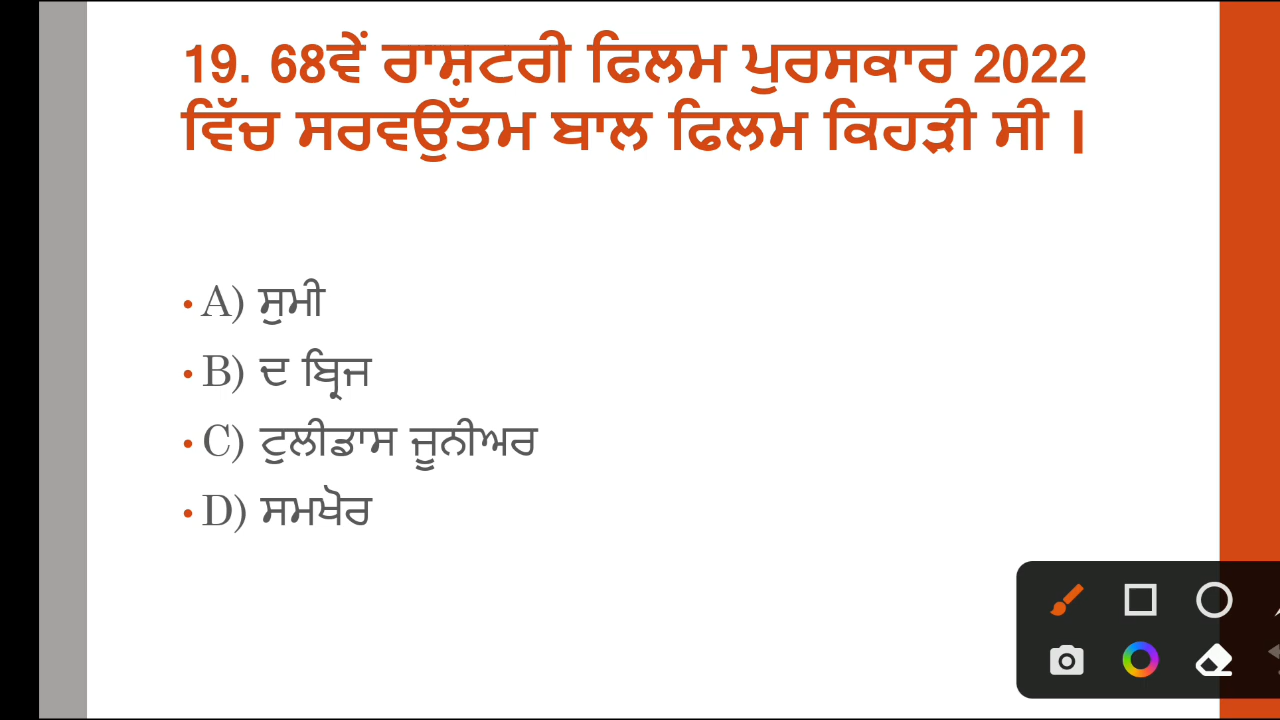 19. 68ਵੇਂ ਰਾਸ਼ਟਰੀ ਫਿਲਮ ਪੁਰਸਕਾਰ 2022
ਵਿੱਚ ਸਰਵਉੱਤਮ ਬਾਲ ਫਿਲਮ ਕਿਹੜੀ ਸੀ ।
• A) ਸੁਮੀ
• B) ਦ ਬ੍ਰਿਜ
• C) ਟੁਲੀਡਾਸ ਜੂਨੀਅਰ
• D) ਸਮਖੋਰ